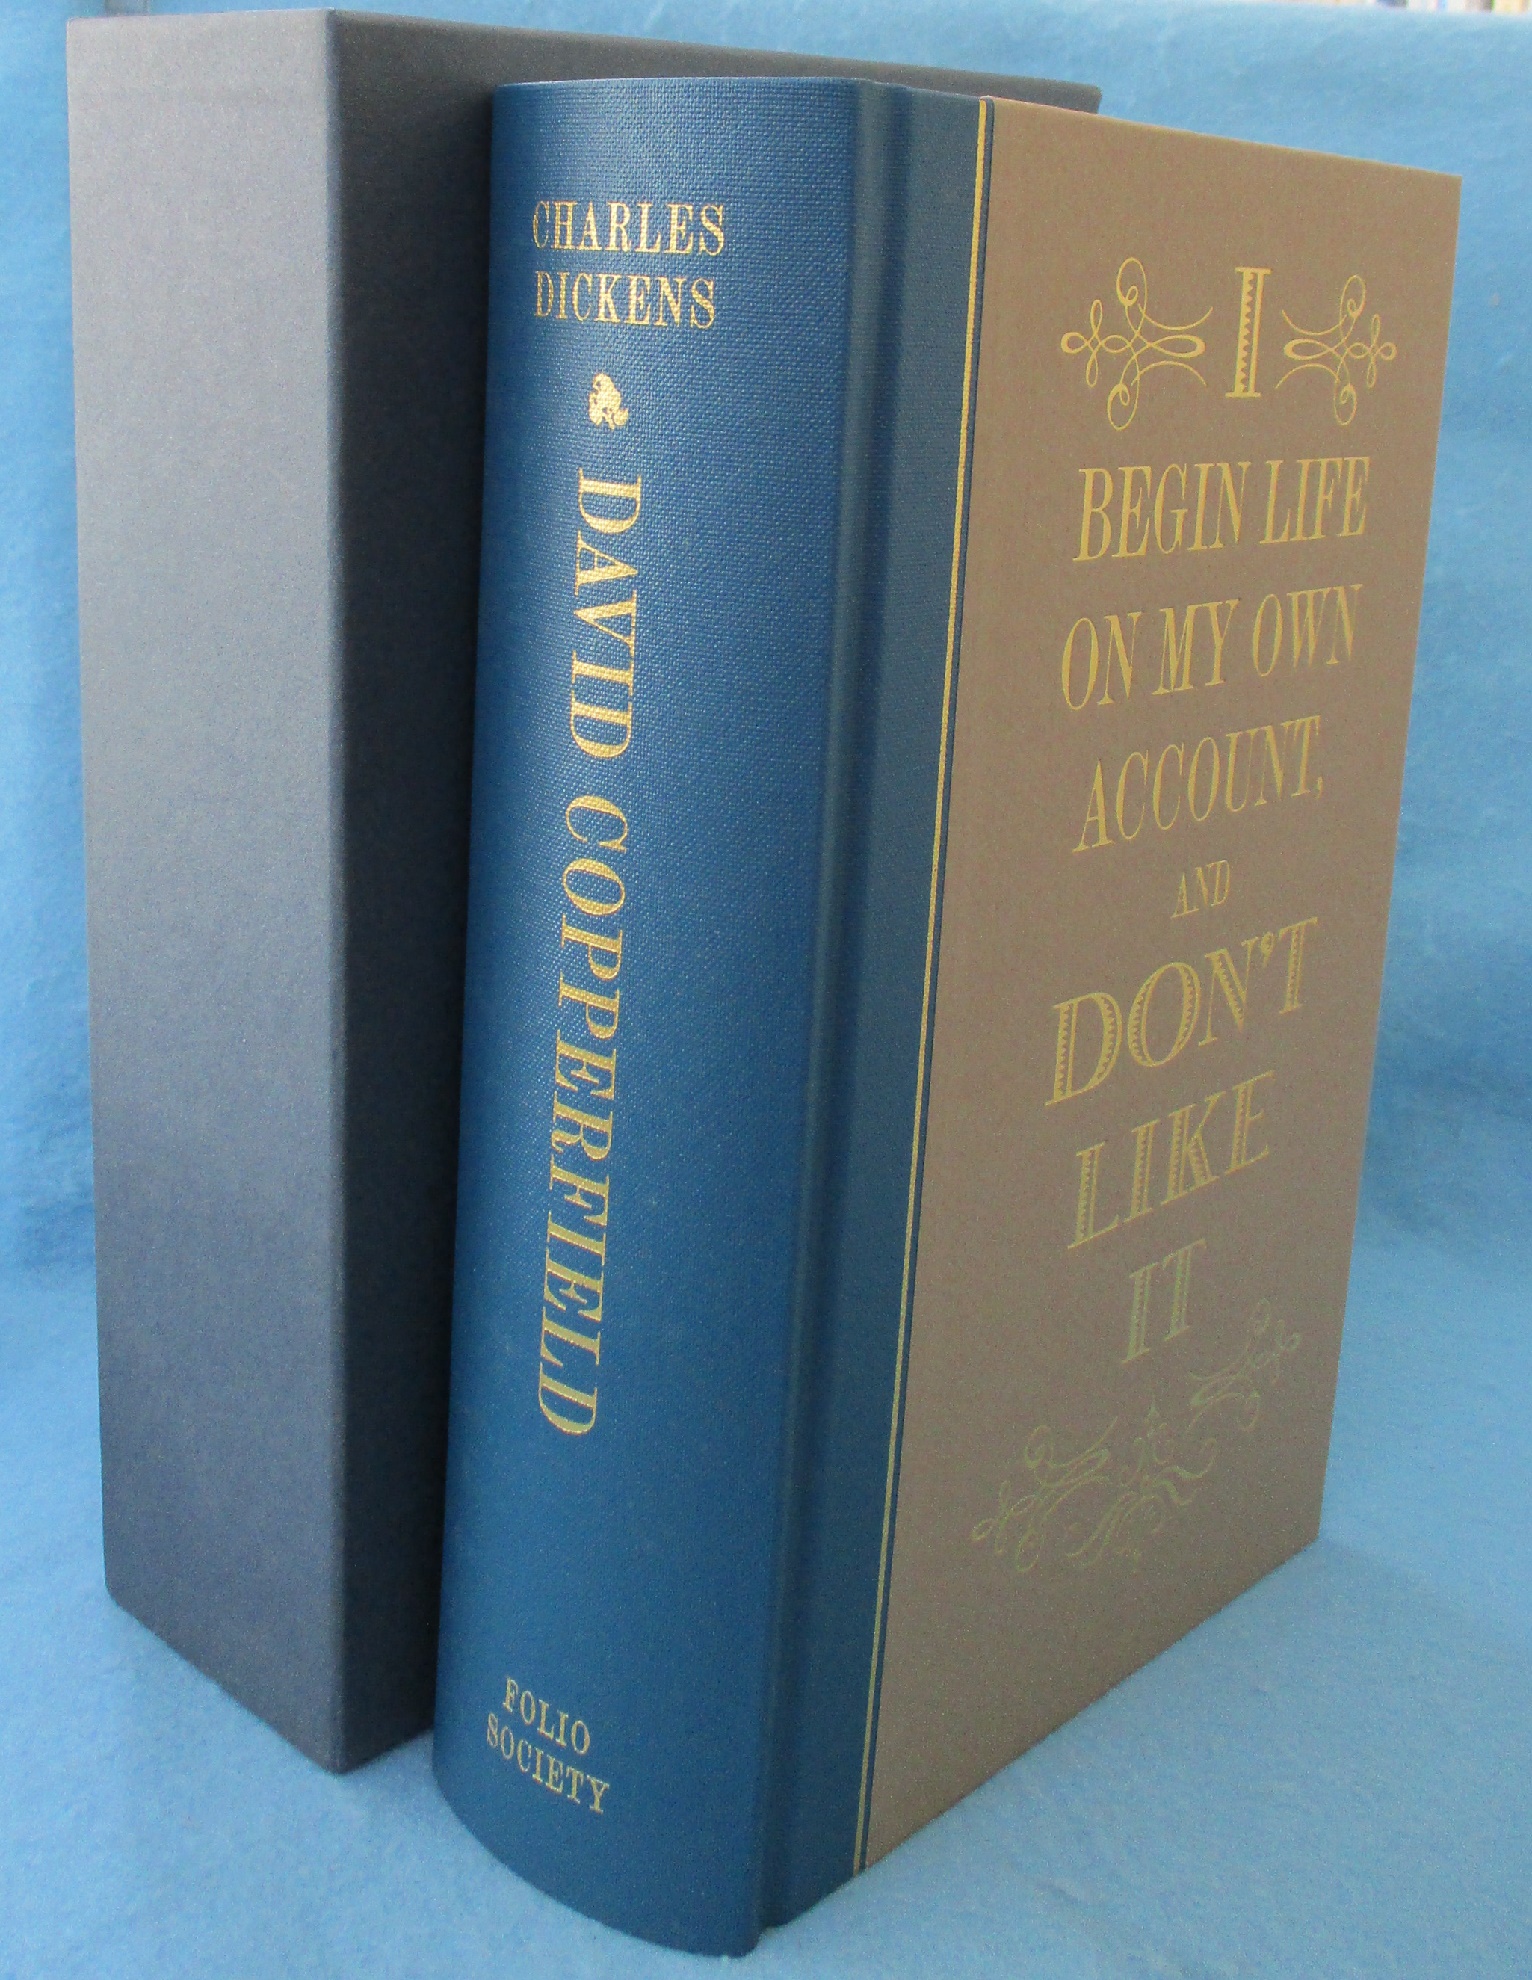 CHARLES
DICKENS
DAVID COPPERFIELD
FOLIO
SOCIETY
I
BEGIN LIFE
ON MY OWN
ACCOUNT,
AND
DON'T
LIKE
IT